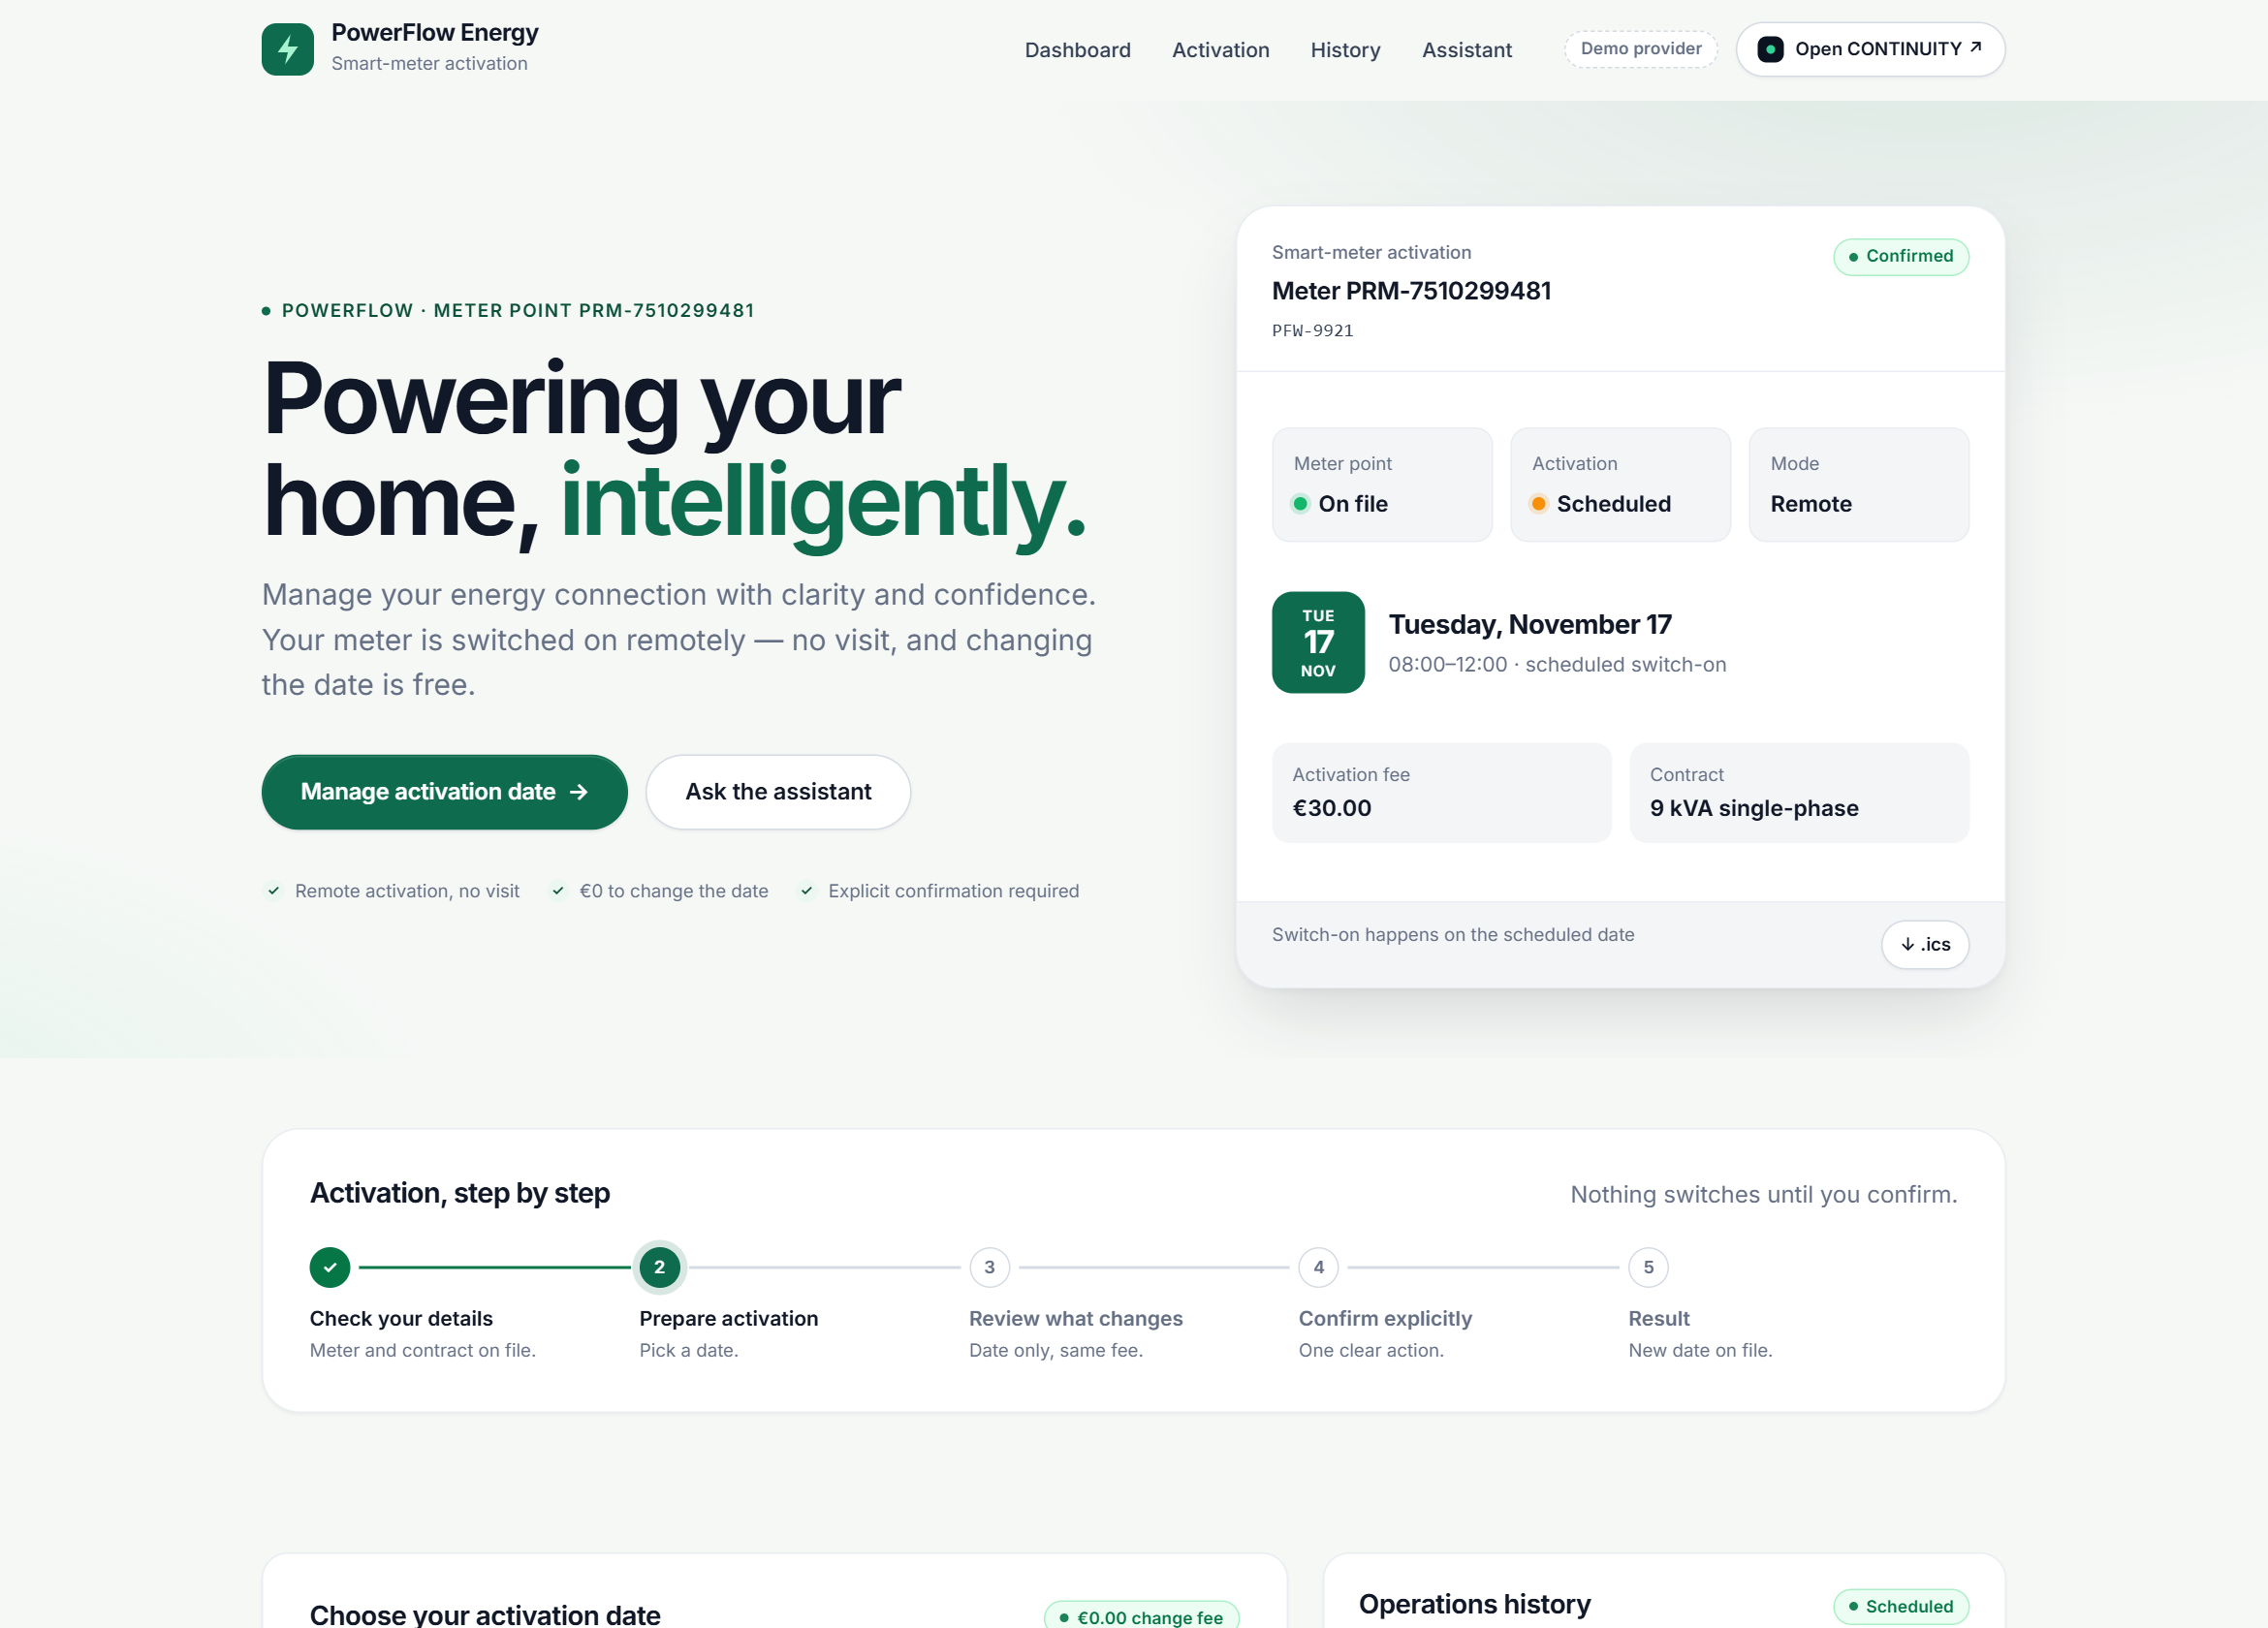 PowerFlow Energy
Smart-meter activation
Dashboard
Activation
History
Assistant
Demo provider
Open CONTINUITY ↗
POWERFLOW · METER POINT PRM-7510299481
Powering your
home, intelligently.
Manage your energy connection with clarity and confidence.
Your meter is switched on remotely — no visit, and changing
the date is free.
Manage activation date →
Ask the assistant
Remote activation, no visit
€0 to change the date
Explicit confirmation required
Smart-meter activation
Confirmed
Meter PRM-7510299481
PFW-9921
Meter point
On file
Activation
Scheduled
Mode
Remote
TUE
17
NOV
Tuesday, November 17
08:00–12:00 · scheduled switch-on
Activation fee
€30.00
Contract
9 kVA single-phase
Switch-on happens on the scheduled date
↓ .ics
Activation, step by step
Nothing switches until you confirm.
2
3
4
5
Check your details
Meter and contract on file.
Prepare activation
Pick a date.
Review what changes
Date only, same fee.
Confirm explicitly
One clear action.
Result
New date on file.
Choose your activation date
€0.00 change fee
Operations history
Scheduled